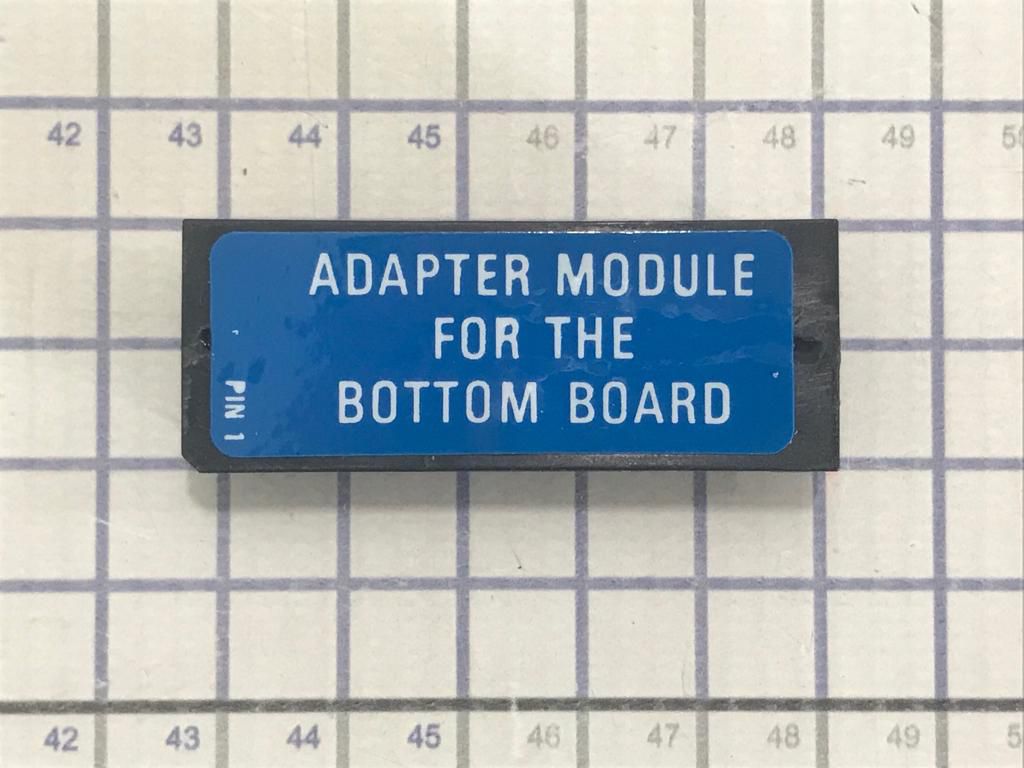 42 43 44 45 46 47 48 49
ADAPTER MODULE
FOR THE
BOTTOM BOARD
PIN 1
42 43 44 45 46 47 48 49